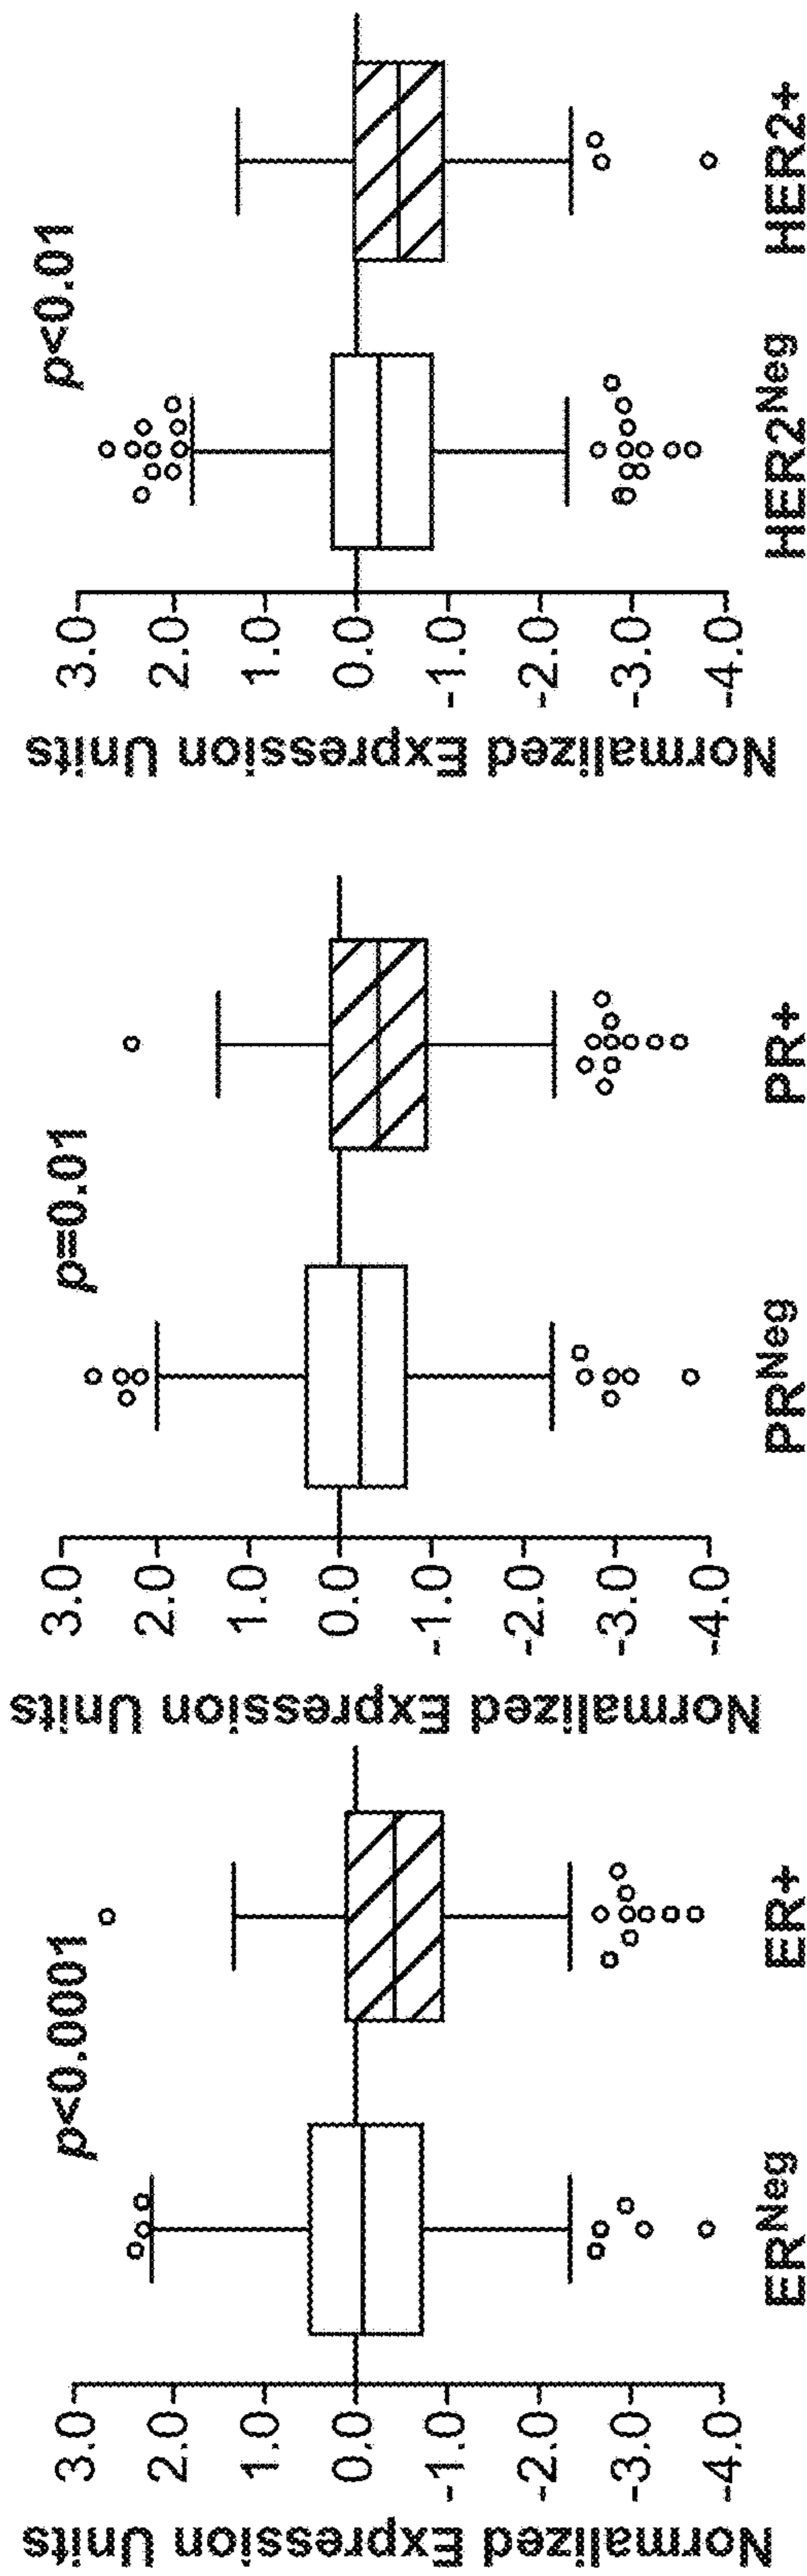 Normalized Expression Units
3.0
2.0
1.0
0.0
-1.0
-2.0
-3.0
-4.0
p<0.0001
ERNeg
ER+
Normalized Expression Units
3.0
2.0
1.0
0.0
-1.0
-2.0
-3.0
-4.0
p=0.01
PRNeg
PR+
Normalized Expression Units
3.0
2.0
1.0
0.0
-1.0
-2.0
-3.0
-4.0
p<0.01
HER2Neg
HER2+